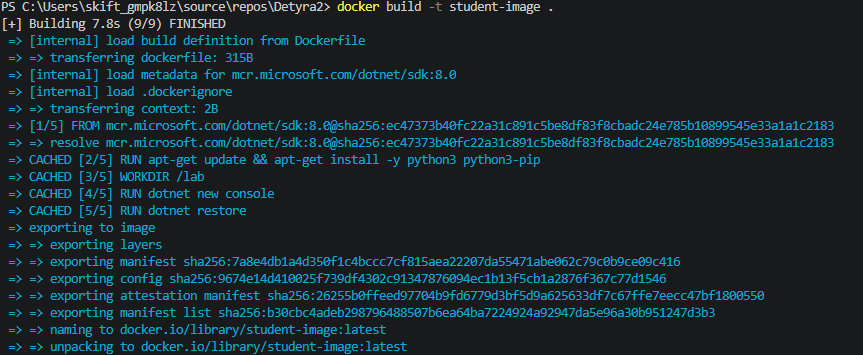 PS C:\Users\skift_gmpk8lz\source\repos\Detyra2> docker build -t student-image .
[+] Building 7.8s (9/9) FINISHED
=> [internal] load build definition from Dockerfile
=> => transferring dockerfile: 315B
=> [internal] load metadata for mcr.microsoft.com/dotnet/sdk:8.0
=> [internal] load .dockerignore
=> => transferring context: 2B
=> [1/5] FROM mcr.microsoft.com/dotnet/sdk:8.0@sha256:ec47373b40fc22a31c891c5be8df83f8cbadc24e785b10899545e33a1a1c2183
=> => resolve mcr.microsoft.com/dotnet/sdk:8.0@sha256:ec47373b40fc22a31c891c5be8df83f8cbadc24e785b10899545e33a1a1c2183
=> CACHED [2/5] RUN apt-get update && apt-get install -y python3 python3-pip
=> CACHED [3/5] WORKDIR /lab
=> CACHED [4/5] RUN dotnet new console
=> CACHED [5/5] RUN dotnet restore
=> exporting to image
=> => exporting layers
=> => exporting manifest sha256:7a8e4db1a4d350f1c4bccc7cf815aea22207da55471abe062c79c0b9ce09c416
=> => exporting config sha256:9674e14d410025f739df4302c91347876094ec1b13f5cb1a2876f367c77d1546
=> => exporting attestation manifest sha256:26255b0ffeed97704b9fd6779d3bf5d9a625633df7c67ffe7eecc47bf1800550
=> => exporting manifest list sha256:b30cbc4adeb298796488507b6ea64ba7224924a92947da5e96a30b951247d3b3
=> => naming to docker.io/library/student-image:latest
=> => unpacking to docker.io/library/student-image:latest